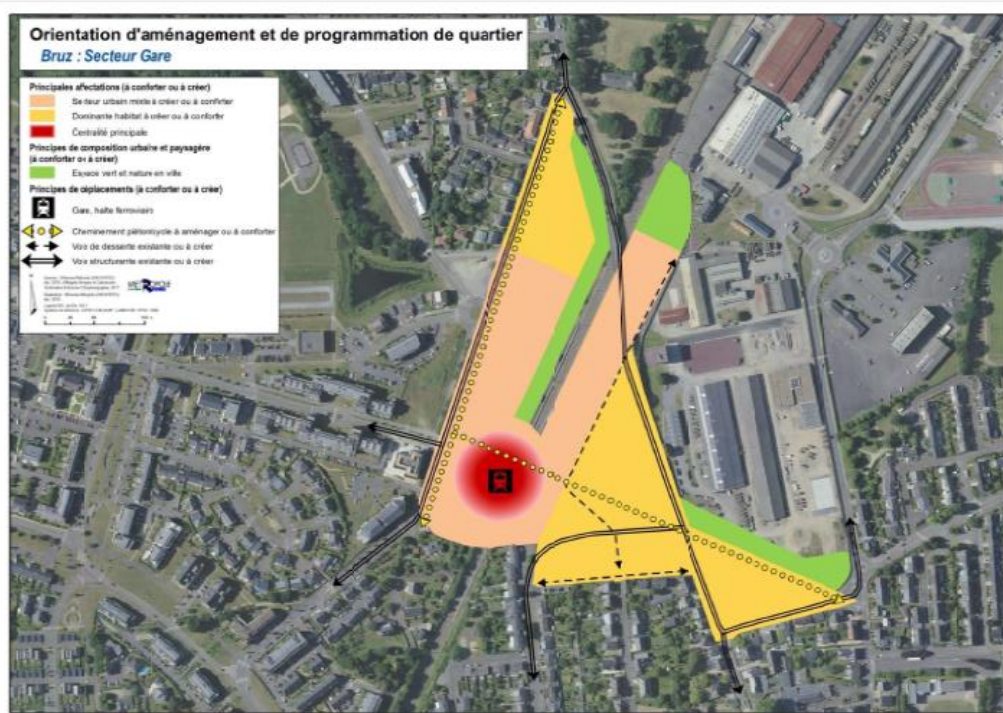 Orientation d'aménagement et de programmation de quartier
Bruz : Secteur Gare
Principales affectations (à conforter ou à créer)
Secteur urbain mixte à créer ou à conforter
Dominante habitat à créer ou à conforter
Centralité principale
Principes de composition urbaine et paysagère
(à conforter ou à créer)
Espace vert et nature en ville
Principes de déplacements (à conforter ou à créer)
Gare, halte ferroviaire
Cheminement piéton/cycle à aménager ou à conforter
Voie de desserte existante ou à créer
Voie structurante existante ou à créer